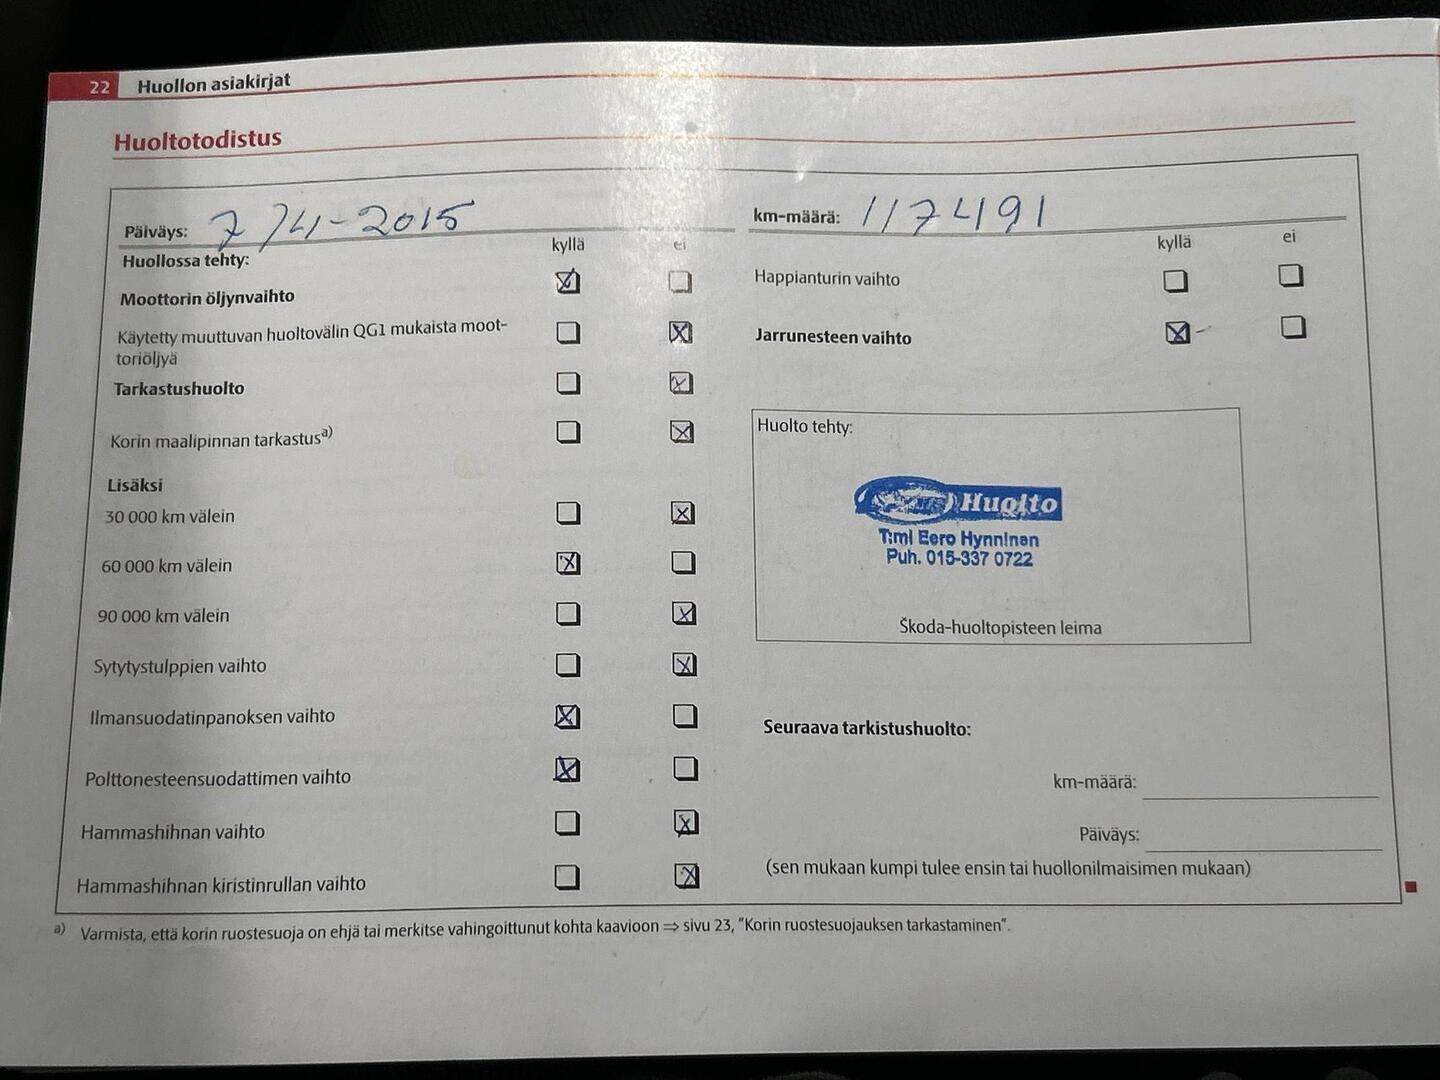 22 Huollon asiakirjat
Huoltotodistus
Päiväys: 7/4-2015
km-määrä: 117491
kyllä ei
kyllä ei
Huollossa tehty:
Moottorin öljynvaihto
Käytetty muuttuvan huoltovälin QG1 mukaista moot-
toriöljyä
Tarkastushuolto
Korin maalipinnan tarkastus a)
Lisäksi
30 000 km välein
60 000 km välein
90 000 km välein
Sytytystulppien vaihto
Ilmansuodatinpanoksen vaihto
Polttonesteensuodattimen vaihto
Hammashihnan vaihto
Hammashihnan kiristinrullan vaihto
Happianturin vaihto
Jarrunesteen vaihto
Huolto tehty:
Huolto
Tmi Eero Hynninen
Puh. 015-337 0722
Škoda-huoltopisteen leima
Seuraava tarkistushuolto:
km-määrä:
Päiväys:
(sen mukaan kumpi tulee ensin tai huollonilmaisimen mukaan)
a) Varmista, että korin ruostesuoja on ehjä tai merkitse vahingoittunut kohta kaavioon ⇒ sivu 23, "Korin ruostesuojauksen tarkastaminen".